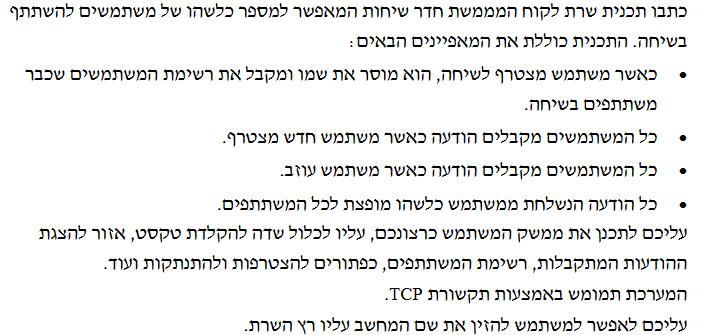 כתבו תכנית שרת לקוח המממשת חדר שיחות המאפשר למספר כלשהו של משתמשים להשתתף
בשיחה. התכנית כוללת את המאפיינים הבאים:
• כאשר משתמש מצטרף לשיחה, הוא מוסר את שמו ומקבל את רשימת המשתמשים שכבר
משתתפים בשיחה.
• כל המשתמשים מקבלים הודעה כאשר משתמש חדש מצטרף.
• כל המשתמשים מקבלים הודעה כאשר משתמש עוזב.
• כל הודעה הנשלחת ממשתמש כלשהו מופצת לכל המשתתפים.
עליכם לתכנן את ממשק המשתמש כרצונכם, עליו לכלול שדה להקלדת טקסט, אזור להצגת
ההודעות המתקבלות, רשימת המשתתפים, כפתורים להצטרפות ולהתנתקות ועוד.
המערכת תמומש באמצעות תקשורת TCP.
עליכם לאפשר למשתמש להזין את שם המחשב עליו רץ השרת.